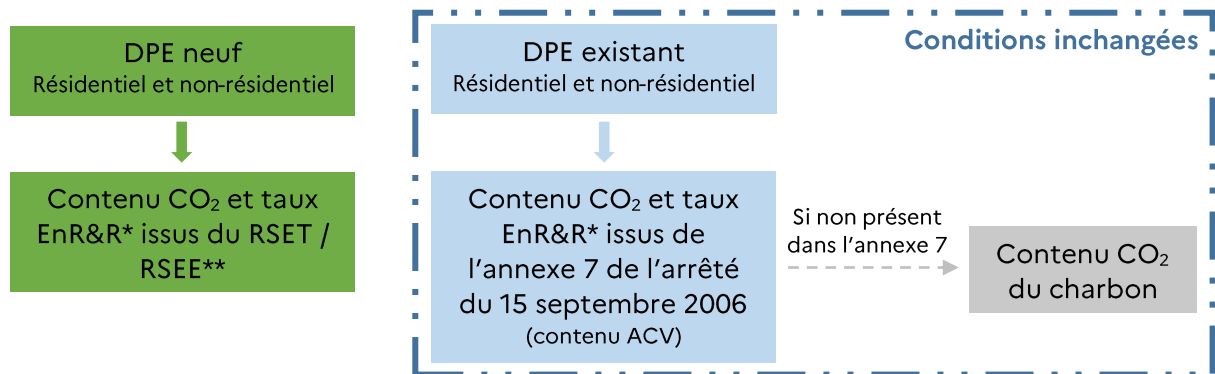 DPE neuf
Résidentiel et non-résidentiel
Contenu CO₂ et taux
EnR&R* issus du RSET /
RSEE**
Conditions inchangées
DPE existant
Résidentiel et non-résidentiel
Contenu CO₂ et taux
EnR&R* issus de
l’annexe 7 de l’arrêté
du 15 septembre 2006
(contenu ACV)
Si non présent
dans l’annexe 7
Contenu CO₂
du charbon